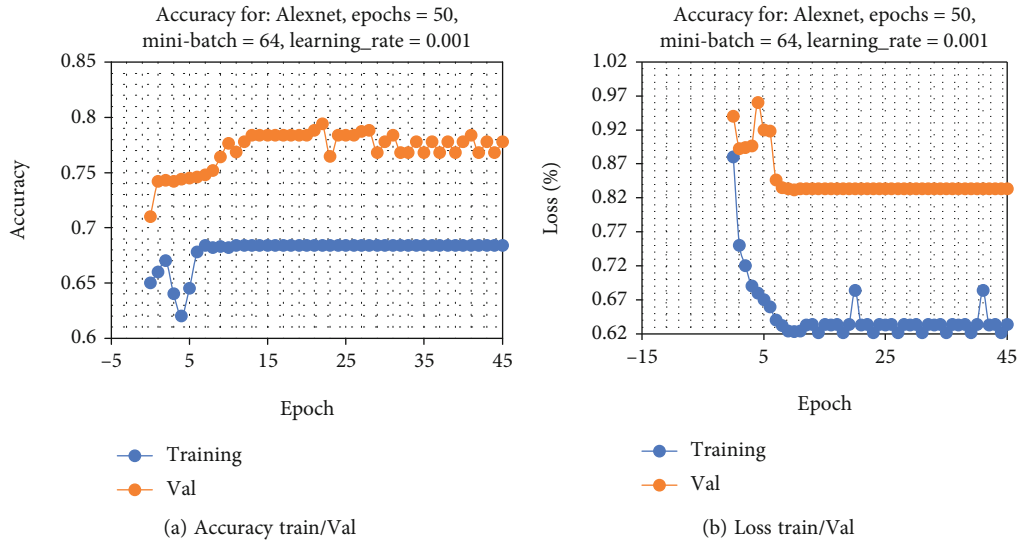 Accuracy for: Alexnet, epochs = 50,
mini-batch = 64, learning_rate = 0.001
0.85
0.8
0.75
0.7
0.65
0.6
Accuracy
–5
5
15
25
35
45
Epoch
Training
Val
(a) Accuracy train/Val
Accuracy for: Alexnet, epochs = 50,
mini-batch = 64, learning_rate = 0.001
1.02
0.97
0.92
0.87
0.82
0.77
0.72
0.67
0.62
Loss (%)
–15
5
25
45
Epoch
Training
Val
(b) Loss train/Val